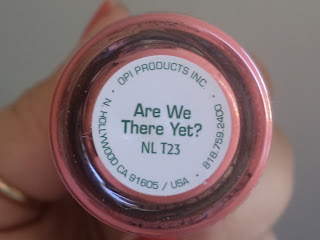 · OPI PRODUCTS INC. ·
Are We
There Yet?
NL T23
N. HOLLYWOOD CA 91605 / USA · 818.759.2400